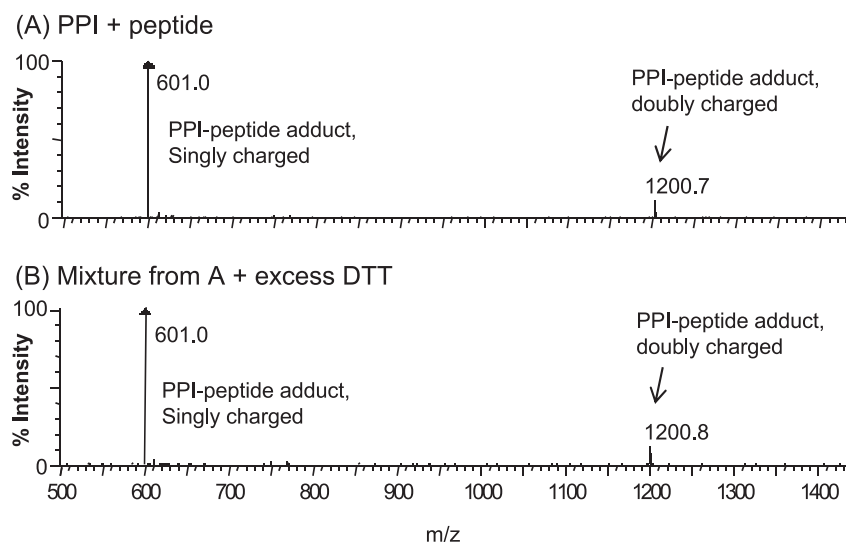 (A) PPI + peptide
100
% Intensity
0
601.0
PPI-peptide adduct,
Singly charged
PPI-peptide adduct,
doubly charged
1200.7
(B) Mixture from A + excess DTT
100
% Intensity
0
601.0
PPI-peptide adduct,
Singly charged
PPI-peptide adduct,
doubly charged
1200.8
500 600 700 800 900 1000 1100 1200 1300 1400
m/z